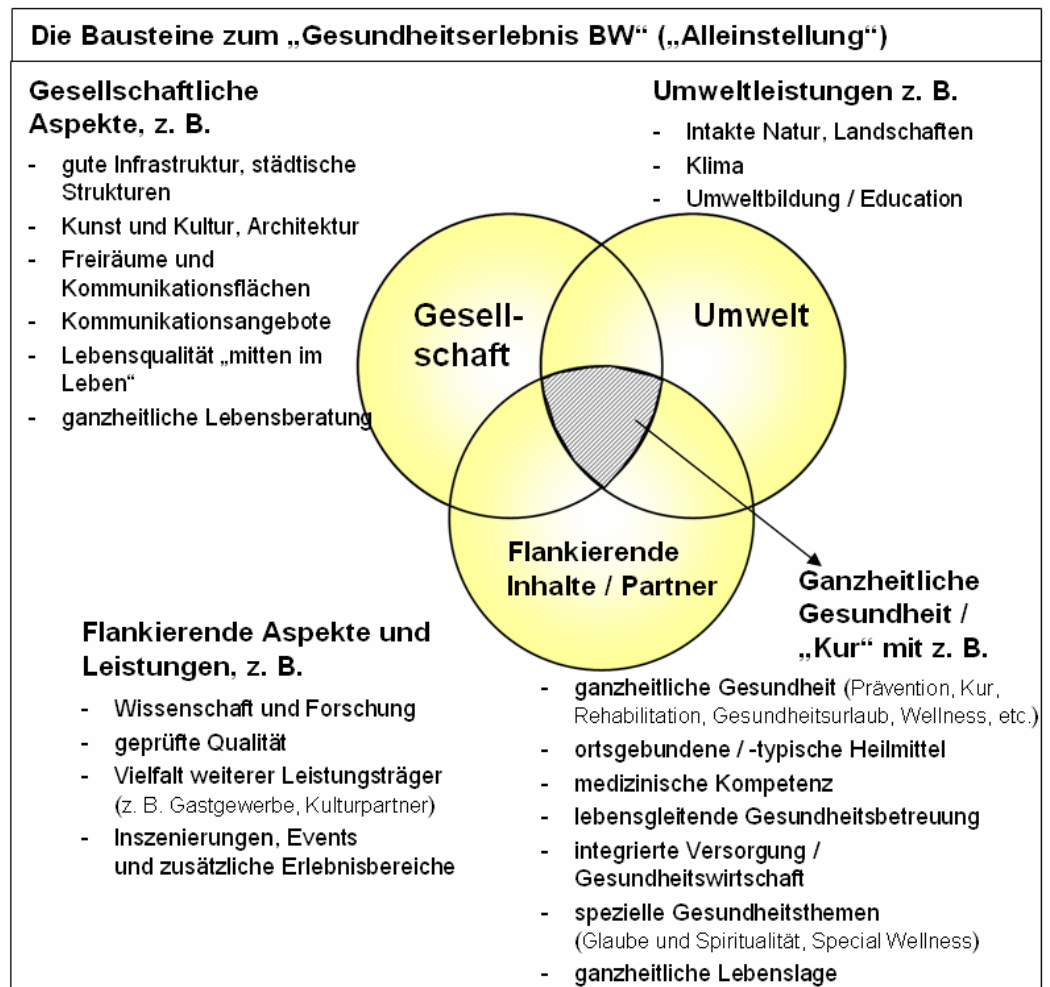 Die Bausteine zum „Gesundheitserlebnis BW“ („Alleinstellung“)
Gesellschaftliche
Aspekte, z. B.
- gute Infrastruktur, städtische
Strukturen
- Kunst und Kultur, Architektur
- Freiräume und
Kommunikationsflächen
- Kommunikationsangebote
- Lebensqualität „mitten im
Leben“
- ganzheitliche Lebensberatung
Umweltleistungen z. B.
- Intakte Natur, Landschaften
- Klima
- Umweltbildung / Education
Gesell-
schaft
Umwelt
Flankierende
Inhalte / Partner
Flankierende Aspekte und
Leistungen, z. B.
- Wissenschaft und Forschung
- geprüfte Qualität
- Vielfalt weiterer Leistungsträger
(z. B. Gastgewerbe, Kulturpartner)
- Inszenierungen, Events
und zusätzliche Erlebnisbereiche
Ganzheitliche
Gesundheit /
„Kur“ mit z. B.
- ganzheitliche Gesundheit (Prävention, Kur,
Rehabilitation, Gesundheitsurlaub, Wellness, etc.)
- ortsgebundene / -typische Heilmittel
- medizinische Kompetenz
- lebensgleitende Gesundheitsbetreuung
- integrierte Versorgung /
Gesundheitswirtschaft
- spezielle Gesundheitsthemen
(Glaube und Spiritualität, Special Wellness)
- ganzheitliche Lebenslage